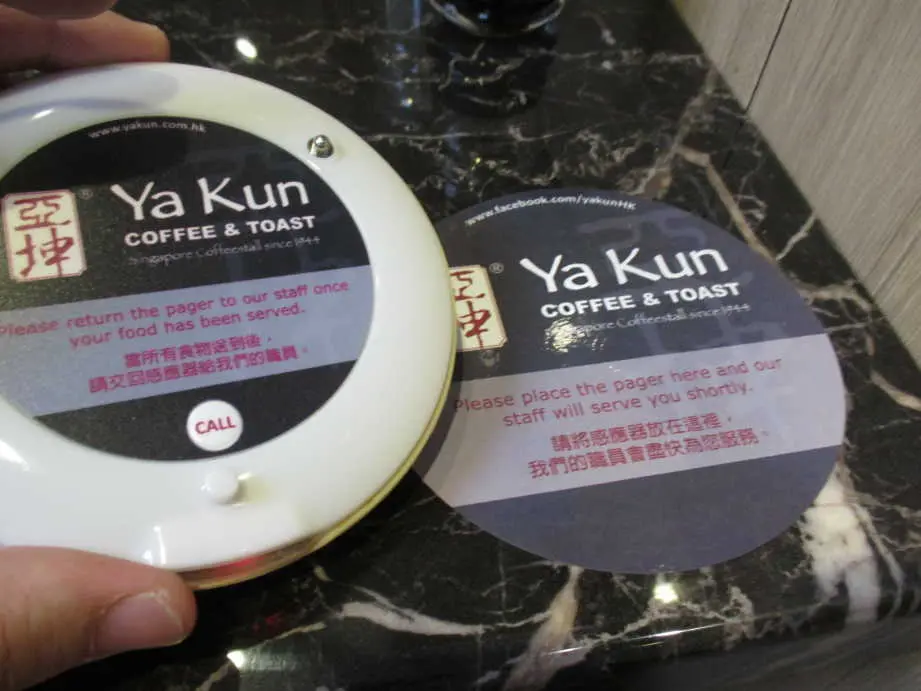 www.yakun.com.hk
亞坤
®
Ya Kun
COFFEE & TOAST
Singapore Coffeestall since 1944
Please return the pager to our staff once
your food has been served.
當所有食物送到後，
請交回感應器給我們的職員。
CALL
www.facebook.com/yakunHK
亞坤
®
Ya Kun
COFFEE & TOAST
Singapore Coffeestall since 1944
Please place the pager here and our
staff will serve you shortly.
請將感應器放在這裡，
我們的職員會盡快為您服務。